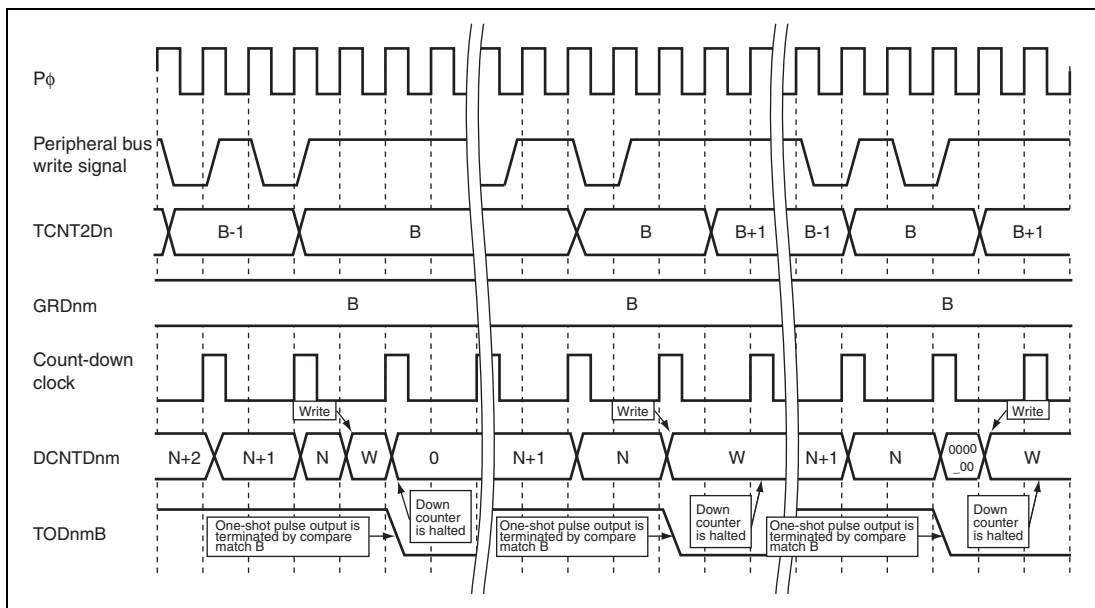 Pφ
Peripheral bus
write signal
TCNT2Dn
B-1
B
B
B+1
B-1
B
B+1
GRDnm
B
B
B
Count-down
clock
Write
Write
Write
DCNTDnm
N+2
N+1
N
W
0
N+1
N
W
N+1
N
0000
_00
W
Down
counter
is halted
Down
counter
is halted
Down
counter
is halted
TODnmB
One-shot pulse output is
terminated by compare
match B
One-shot pulse output is
terminated by compare
match B
One-shot pulse output is
terminated by compare
match B